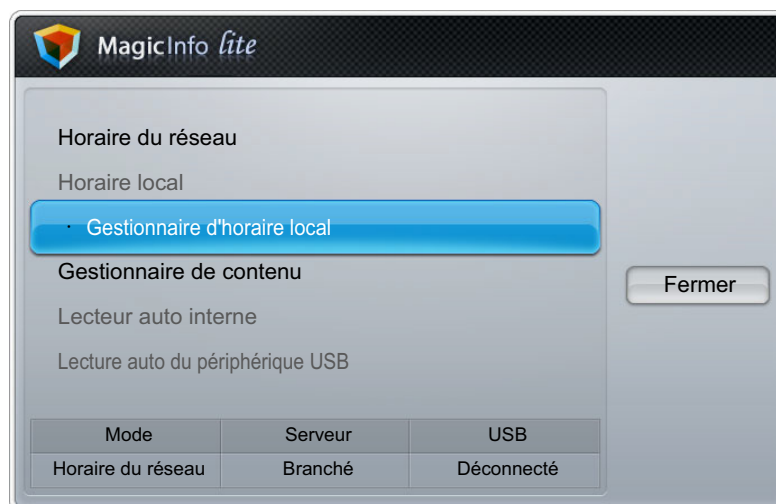 MagicInfo lite
Horaire du réseau
Horaire local
· Gestionnaire d'horaire local
Gestionnaire de contenu
Fermer
Lecteur auto interne
Lecture auto du périphérique USB
Mode Serveur USB
Horaire du réseau Branché Déconnecté